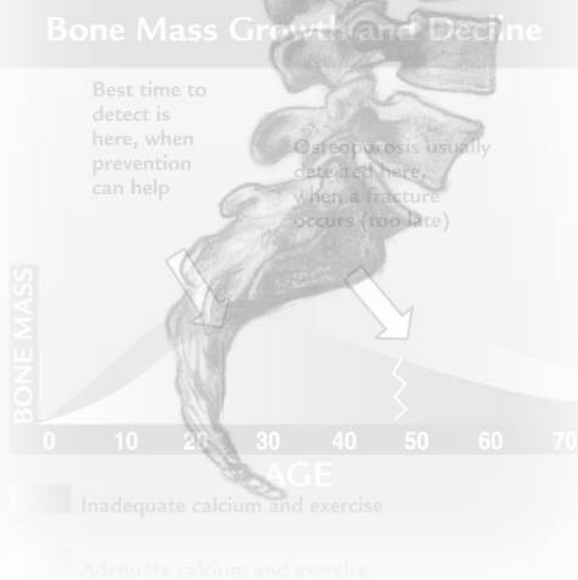 Bone Mass Growth and Decline
Best time to
detect is
here, when
prevention
can help
Osteoporosis usually
detected here,
when a fracture
occurs (too late)
BONE MASS
0 10 20 30 40 50 60 70
AGE
Inadequate calcium and exercise
Adequate calcium and exercise